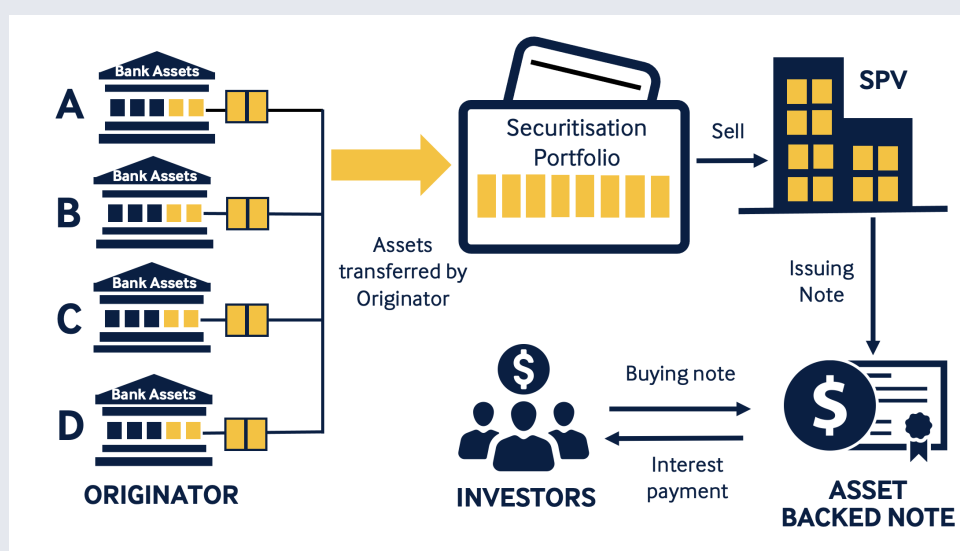 Bank Assets
A
Bank Assets
B
Bank Assets
C
Bank Assets
D
ORIGINATOR
Assets
transferred by
Originator
Securitisation
Portfolio
Sell
SPV
Issuing
Note
$
INVESTORS
Buying note
Interest
payment
$
ASSET
BACKED NOTE